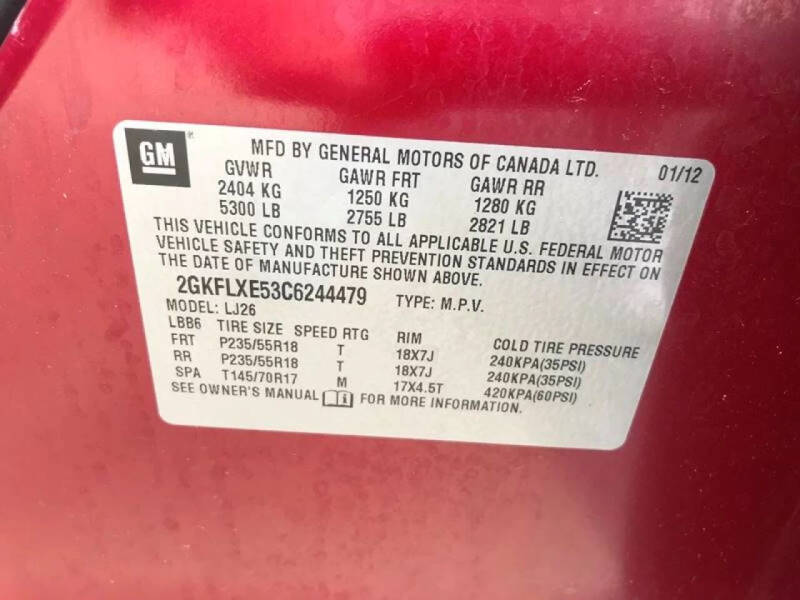 GM
MFD BY GENERAL MOTORS OF CANADA LTD. 01/12
GVWR GAWR FRT GAWR RR
2404 KG 1250 KG 1280 KG
5300 LB 2755 LB 2821 LB
THIS VEHICLE CONFORMS TO ALL APPLICABLE U.S. FEDERAL MOTOR
VEHICLE SAFETY AND THEFT PREVENTION STANDARDS IN EFFECT ON
THE DATE OF MANUFACTURE SHOWN ABOVE.
2GKFLXE53C6244479 TYPE: M.P.V.
MODEL: LJ26
LBB6 TIRE SIZE SPEED RTG RIM COLD TIRE PRESSURE
FRT P235/55R18 T 18X7J 240KPA(35PSI)
RR P235/55R18 T 18X7J 240KPA(35PSI)
SPA T145/70R17 M 17X4.5T 420KPA(60PSI)
SEE OWNER'S MANUAL i FOR MORE INFORMATION.